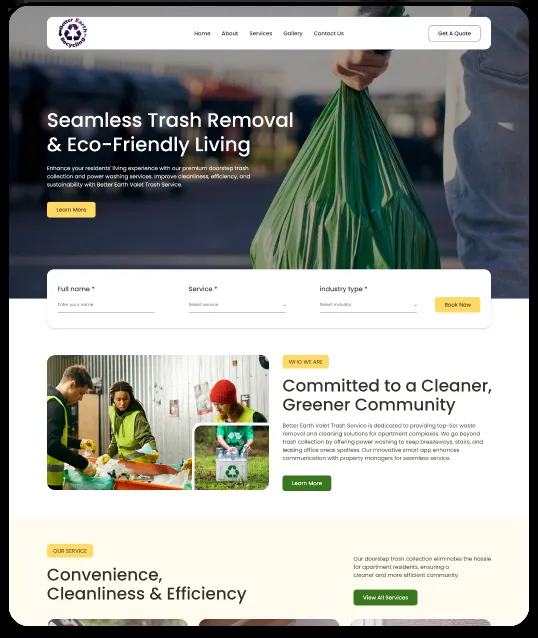 Better Earth
Recycling
Home About Services Gallery Contact Us
Get A Quote
Seamless Trash Removal
& Eco-Friendly Living
Enhance your residents' living experience with our premium doorstep trash
collection and power washing services. Improve cleanliness, efficiency, and
sustainability with Better Earth Valet Trash Service.
Learn More
Full name * Service * industry type *
Enter your name Select service Select Industry
Book Now
WHO WE ARE
Committed to a Cleaner,
Greener Community
Better Earth Valet Trash Service is dedicated to providing top-tier waste
removal and cleaning solutions for apartment complexes. We go beyond
trash collection by offering power washing to keep breezeways, stairs, and
leasing office areas spotless. Our innovative smart app enhances
communication with property managers for seamless service.
Learn More
OUR SERVICE
Convenience,
Cleanliness & Efficiency
Our doorstep trash collection eliminates the hassle
for apartment residents, ensuring a
cleaner and more efficient community.
View All Services